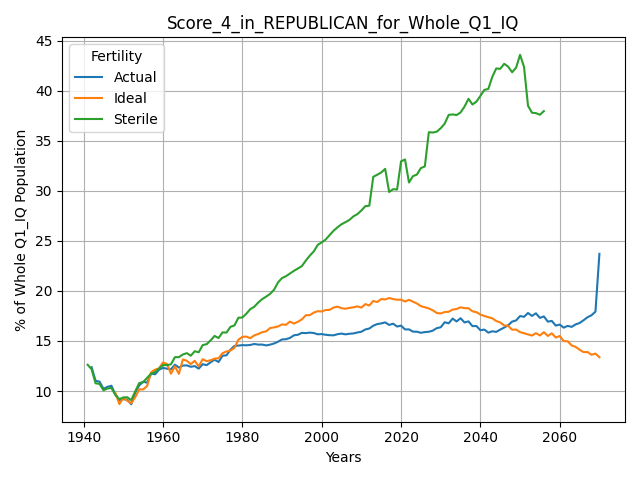 Score_4_in_REPUBLICAN_for_Whole_Q1_IQ
Fertility
Actual
Ideal
Sterile
% of Whole Q1_IQ Population
45
40
35
30
25
20
15
10
1940 1960 1980 2000 2020 2040 2060
Years